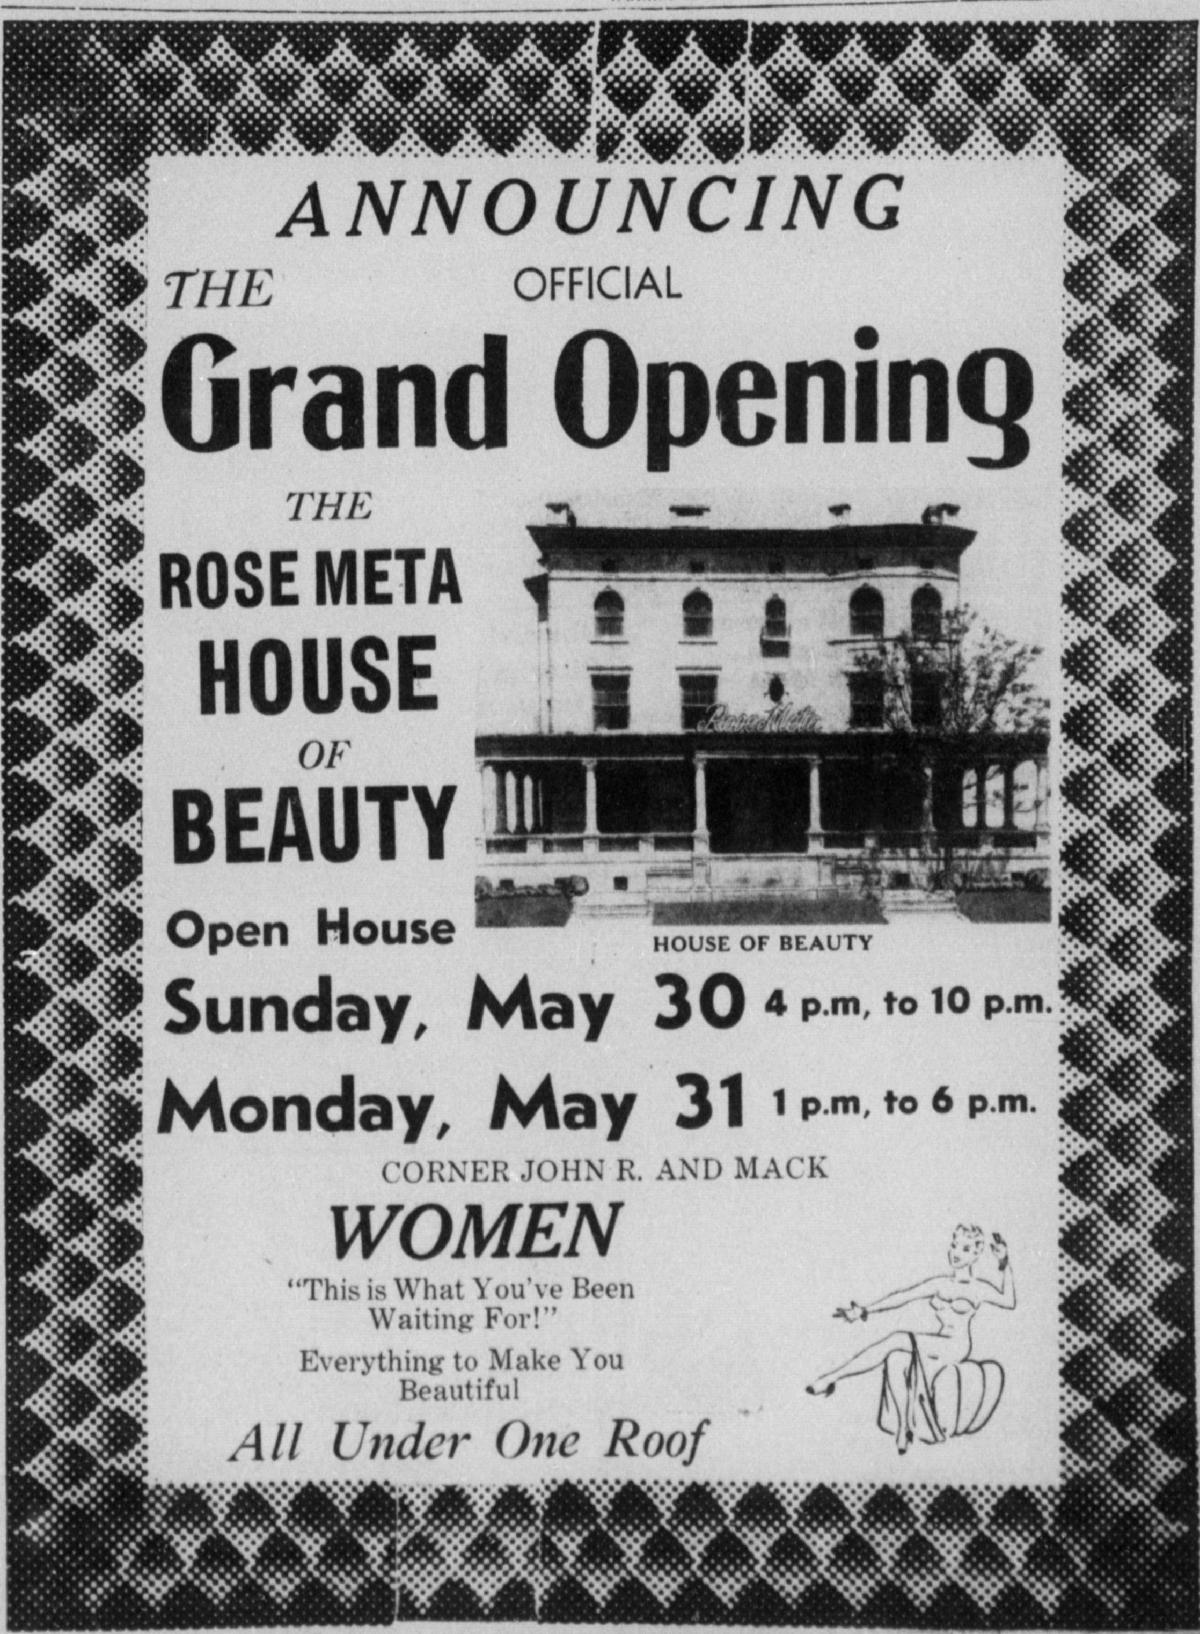 ANNOUNCING
THE OFFICIAL
Grand Opening
THE
ROSE META
HOUSE
OF
BEAUTY
Rose Meta
Open House
HOUSE OF BEAUTY
Sunday, May 30 4 p.m, to 10 p.m.
Monday, May 31 1 p.m, to 6 p.m.
CORNER JOHN R. AND MACK
WOMEN
“This is What You've Been
Waiting For!”
Everything to Make You
Beautiful
All Under One Roof